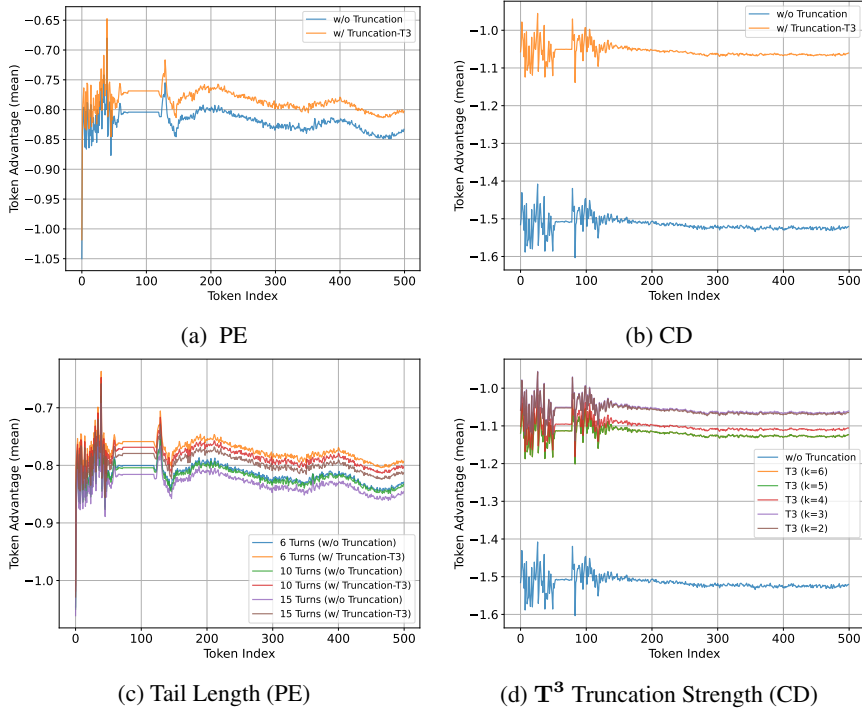 w/o Truncation
w/ Truncation-T3
Token Advantage (mean)
−0.65
−0.70
−0.75
−0.80
−0.85
−0.90
−0.95
−1.00
−1.05
0 100 200 300 400 500
Token Index
(a) PE
w/o Truncation
w/ Truncation-T3
Token Advantage (mean)
−1.0
−1.1
−1.2
−1.3
−1.4
−1.5
−1.6
0 100 200 300 400 500
Token Index
(b) CD
Token Advantage (mean)
−0.7
−0.8
−0.9
−1.0
6 Turns (w/o Truncation)
6 Turns (w/ Truncation-T3)
10 Turns (w/o Truncation)
10 Turns (w/ Truncation-T3)
15 Turns (w/o Truncation)
15 Turns (w/ Truncation-T3)
0 100 200 300 400 500
Token Index
(c) Tail Length (PE)
Token Advantage (mean)
−1.0
−1.1
−1.2
−1.3
−1.4
−1.5
−1.6
w/o Truncation
T3 (k=6)
T3 (k=5)
T3 (k=4)
T3 (k=3)
T3 (k=2)
0 100 200 300 400 500
Token Index
(d) T³ Truncation Strength (CD)